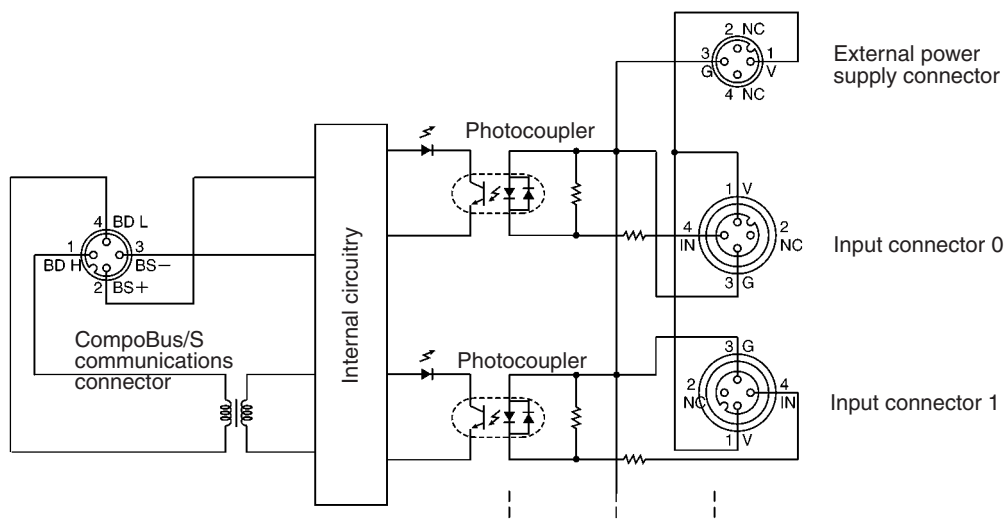 2 NC
3
1
G
V
4 NC
External power
supply connector
Photocoupler
1 V
4
IN
2
NC
3 G
Input connector 0
4 BD L
1
3
BD H
BS−
2 BS+
CompoBus/S
communications
connector
Internal circuitry
Photocoupler
3 G
2
NC
4
IN
1 V
Input connector 1